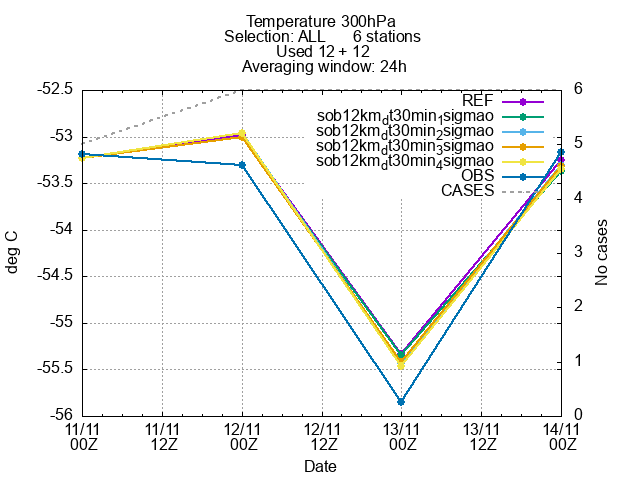 Temperature 300hPa
Selection: ALL 6 stations
Used 12 + 12
Averaging window: 24h
REF
sob12km_dt30min_1sigmao
sob12km_dt30min_2sigmao
sob12km_dt30min_3sigmao
sob12km_dt30min_4sigmao
OBS
CASES
-52.5
-53
-53.5
-54
-54.5
-55
-55.5
-56
deg C
6
5
4
3
2
1
0
No cases
11/11 11/11 12/11 12/11 13/11 13/11 14/11
00Z 12Z 00Z 12Z 00Z 12Z 00Z
Date